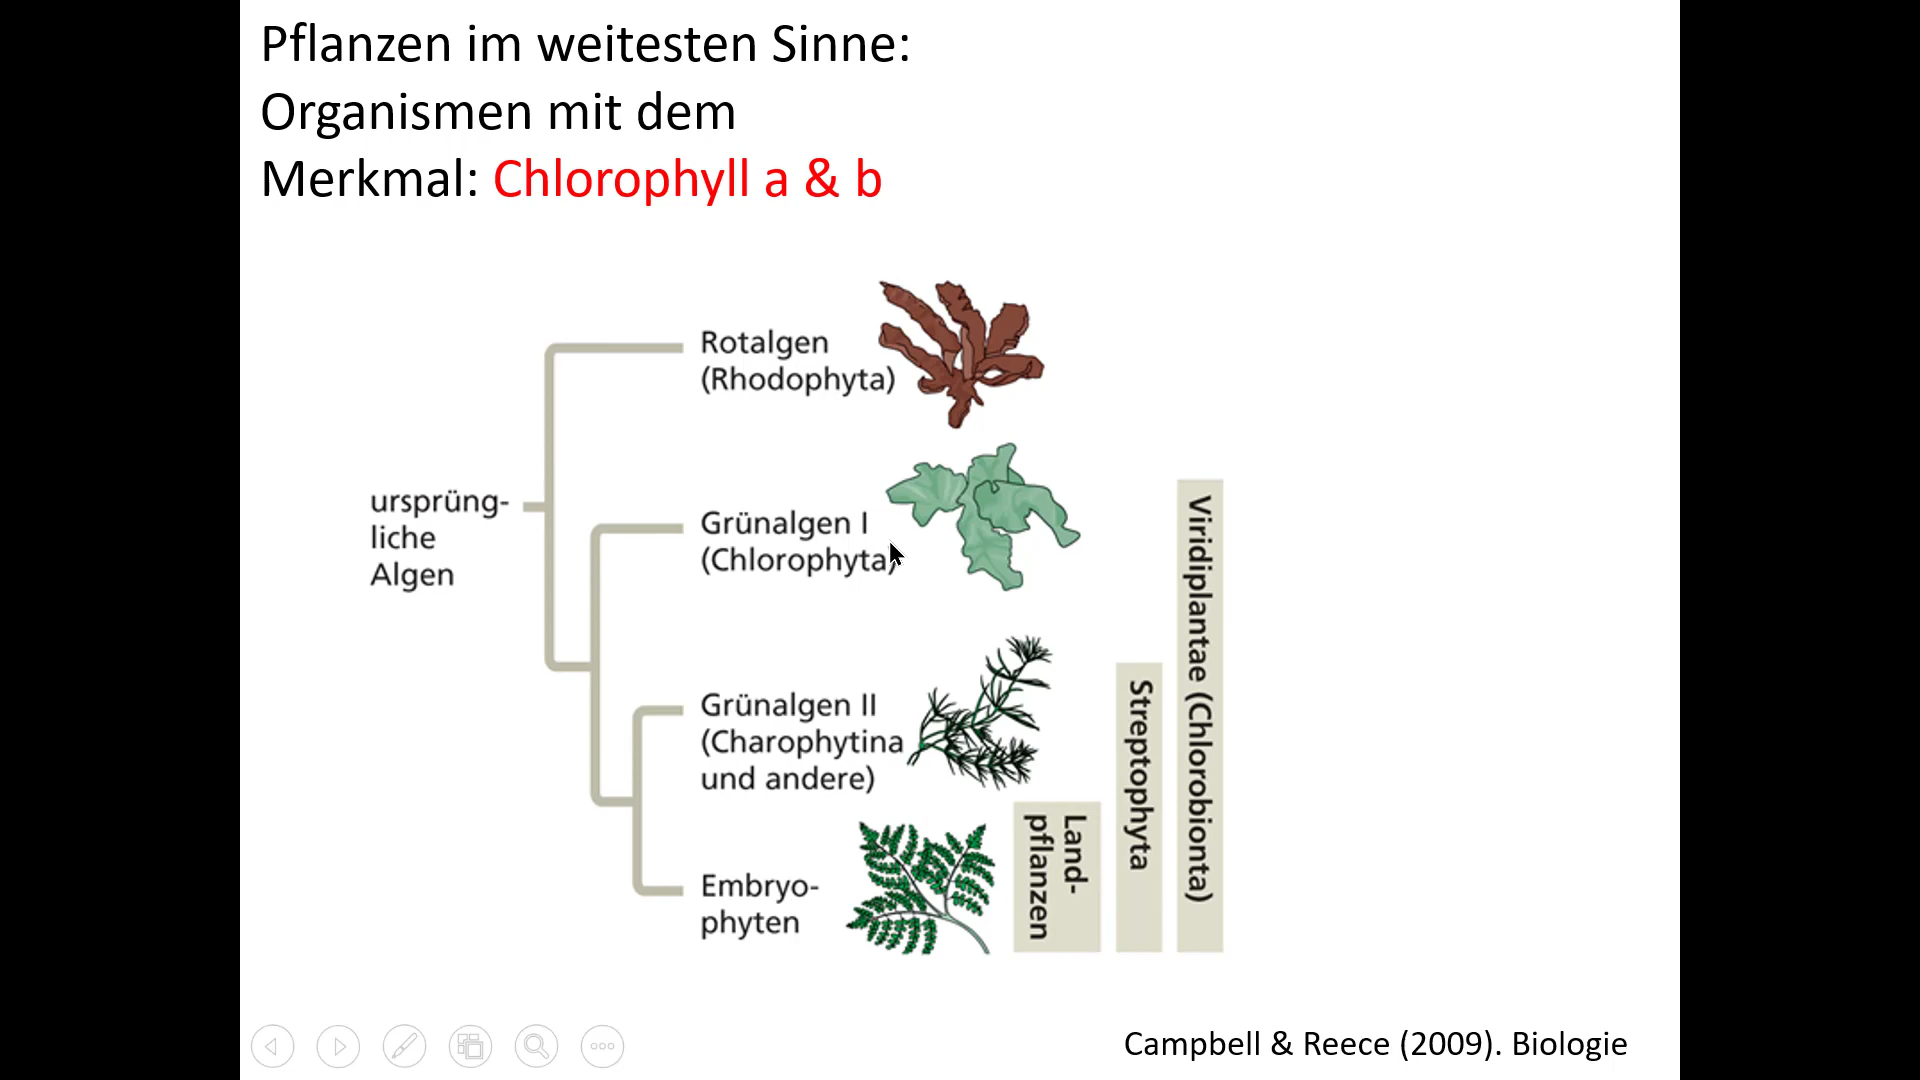 Pflanzen im weitesten Sinne:
Organismen mit dem
Merkmal: Chlorophyll a & b
Rotalgen
(Rhodophyta)
ursprüng-
liche
Algen
Grünalgen I
(Chlorophyta)
Grünalgen II
(Charophytina
und andere)
Embryo-
phyten
Land-
pflanzen
Streptophyta
Viridiplantae (Chlorobionta)
Campbell & Reece (2009). Biologie